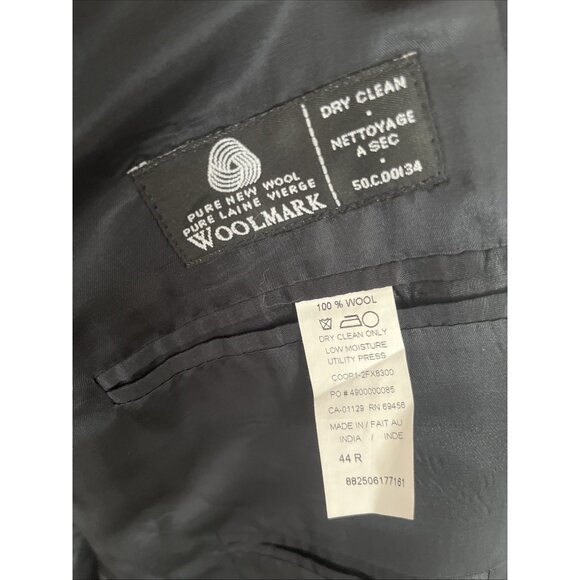 PURE NEW WOOL
PURE LAINE VIERGE
WOOLMARK
DRY CLEAN
•
NETTOYAGE
A SEC
•
50.C.00134
100 % WOOL
DRY CLEAN ONLY
LOW MOISTURE
UTILITY PRESS
COOP1-2FX8300
PO # 4900000085
CA-01129 RN 69456
MADE IN / FAIT AU
INDIA / INDE
44 R
882506177161